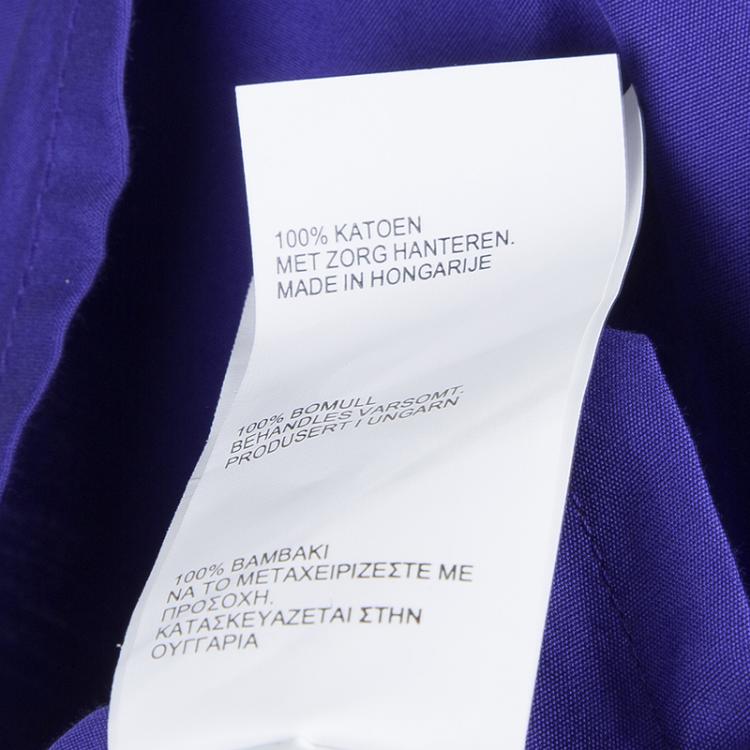 100% KATOEN
MET ZORG HANTEREN.
MADE IN HONGARIJE
100% BOMULL
BEHANDLES VARSOMT.
PRODUSERT I UNGARN
100% ΒΑΜΒΑΚΙ
ΝΑ ΤΟ ΜΕΤΑΧΕΙΡΙΖΕΣΤΕ ΜΕ
ΠΡΟΣΟΧΗ.
ΚΑΤΑΣΚΕΥΑΖΕΤΑΙ ΣΤΗΝ
ΟΥΓΓΑΡΙΑ